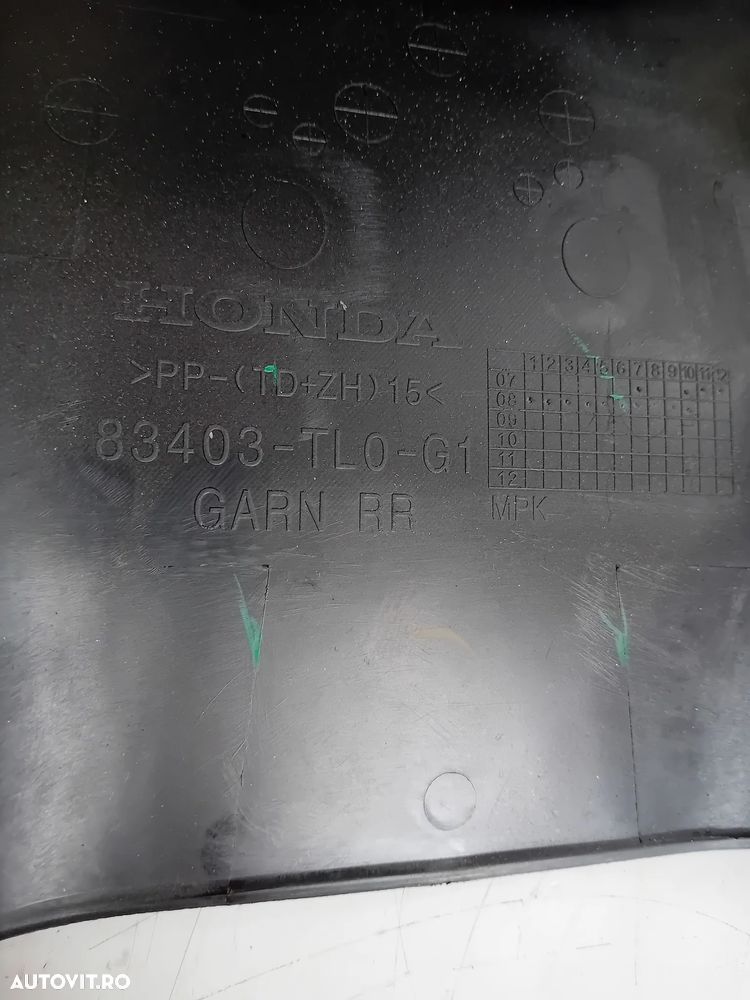 HONDA
>PP-(TD+ZH)15<
83403-TL0-G1
GARN RR
1 2 3 4 5 6 7 8 9 10 11 12
07
08
09
10
11
12
MPK
AUTOVIT.RO